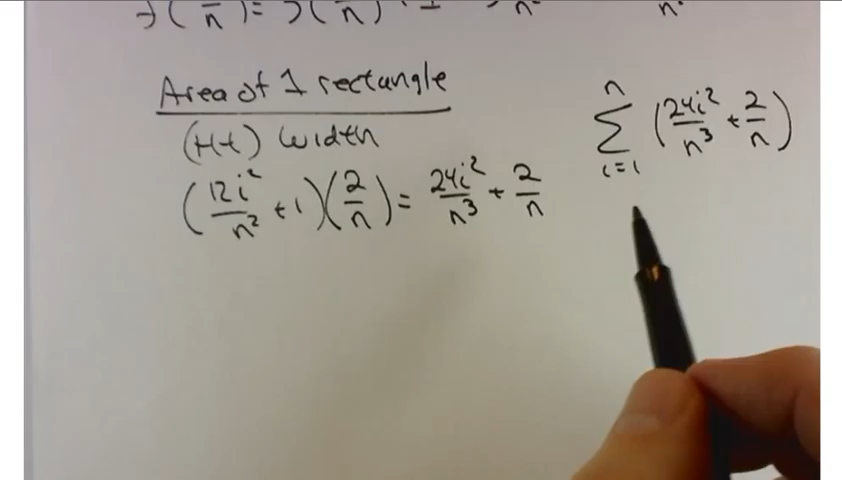 Area of 1 rectangle
(Ht) width
(12i²/n² + 1)(2/n) = 24i²/n³ + 2/n
n
∑ (24i²/n³ + 2/n)
i=1